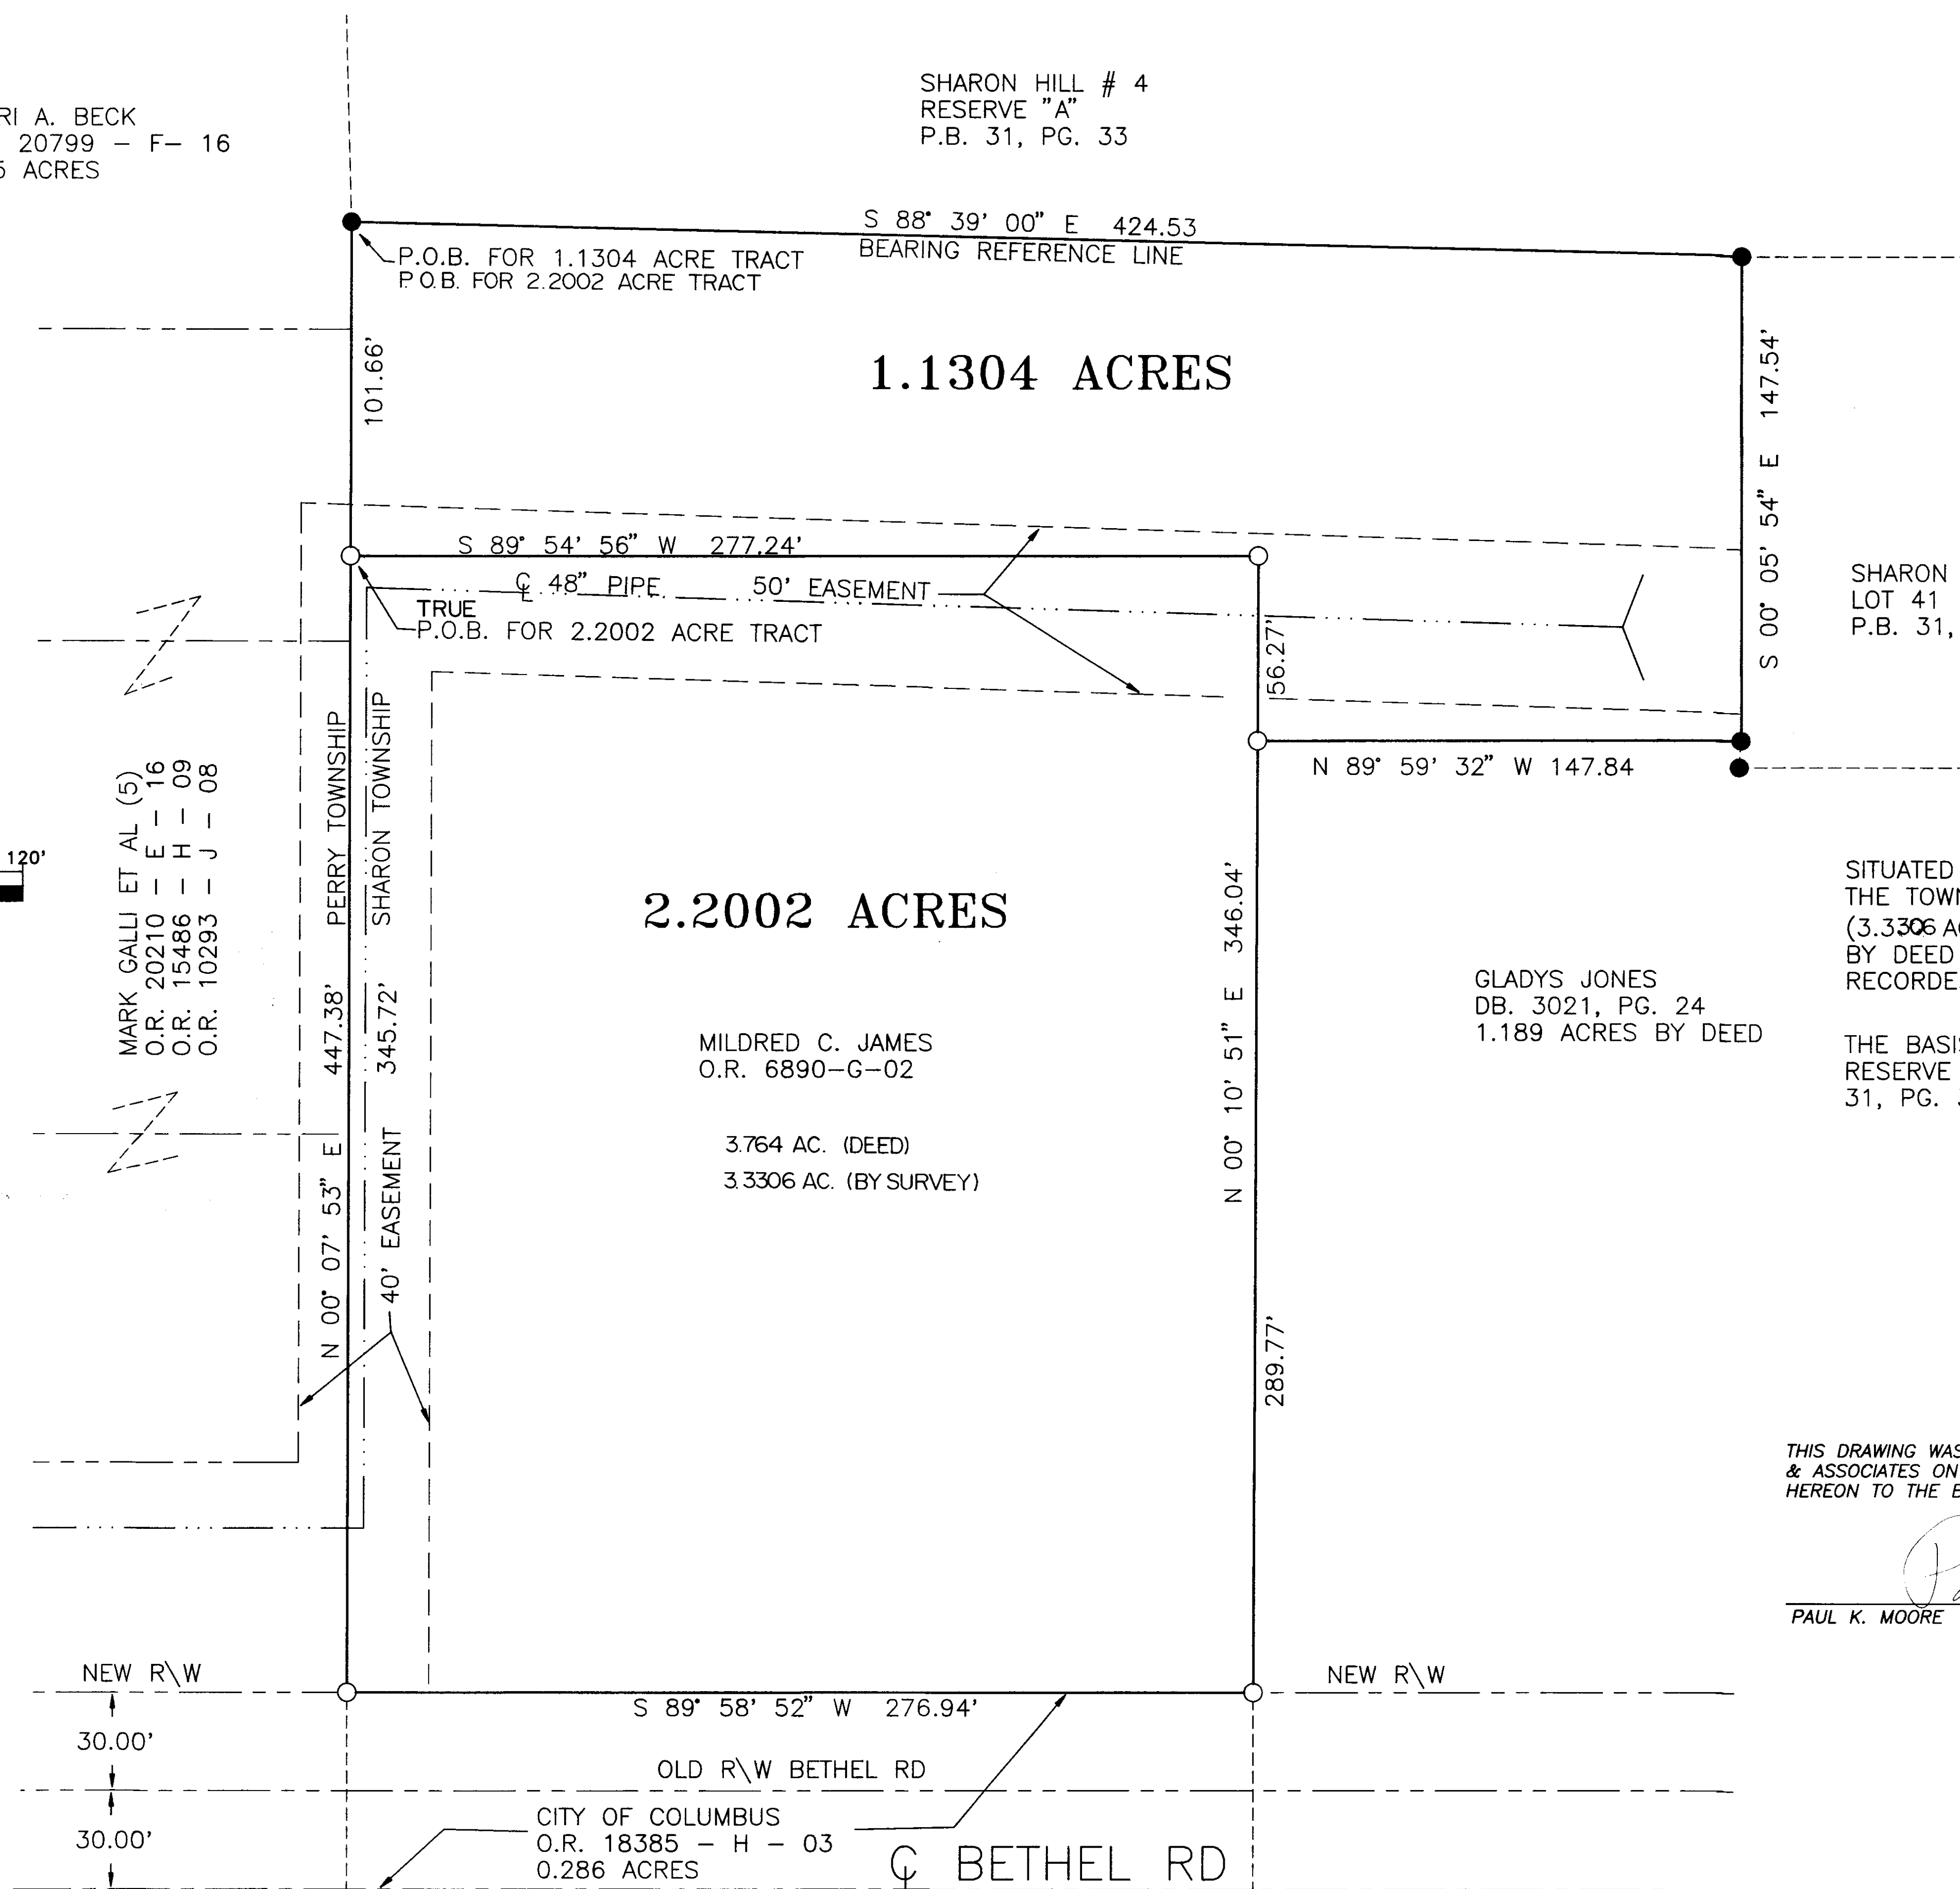 RI A. BECK
20799 - F- 16
5 ACRES
SHARON HILL # 4
RESERVE "A"
P.B. 31, PG. 33
S 88° 39' 00" E 424.53
BEARING REFERENCE LINE
P.O.B. FOR 1.1304 ACRE TRACT
P.O.B. FOR 2.2002 ACRE TRACT
101.66'
1.1304 ACRES
S 00° 05' 54" E 147.54'
S 89° 54' 56" W 277.24'
℄ 48" PIPE 50' EASEMENT
TRUE
P.O.B. FOR 2.2002 ACRE TRACT
56.27'
SHARON
LOT 41
P.B. 31,
N 89° 59' 32" W 147.84
PERRY TOWNSHIP
SHARON TOWNSHIP
MARK GALLI ET AL (5)
O.R. 20210 - E - 16
O.R. 15486 - H - 09
O.R. 10293 - J - 08
120'
2.2002 ACRES
N 00° 07' 53" E 447.38'
345.72'
40' EASEMENT
MILDRED C. JAMES
O.R. 6890-G-02
3.764 AC. (DEED)
3.3306 AC. (BY SURVEY)
N 00° 10' 51" E 346.04'
289.77'
GLADYS JONES
DB. 3021, PG. 24
1.189 ACRES BY DEED
SITUATED
THE TOWN
(3.3306 AC
BY DEED
RECORDE
THE BASIS
RESERVE
31, PG.
THIS DRAWING WAS
& ASSOCIATES ON
HEREON TO THE B
PAUL K. MOORE
NEW R\W
NEW R\W
S 89° 58' 52" W 276.94'
30.00'
OLD R\W BETHEL RD
30.00'
CITY OF COLUMBUS
O.R. 18385 - H - 03
0.286 ACRES
℄ BETHEL RD